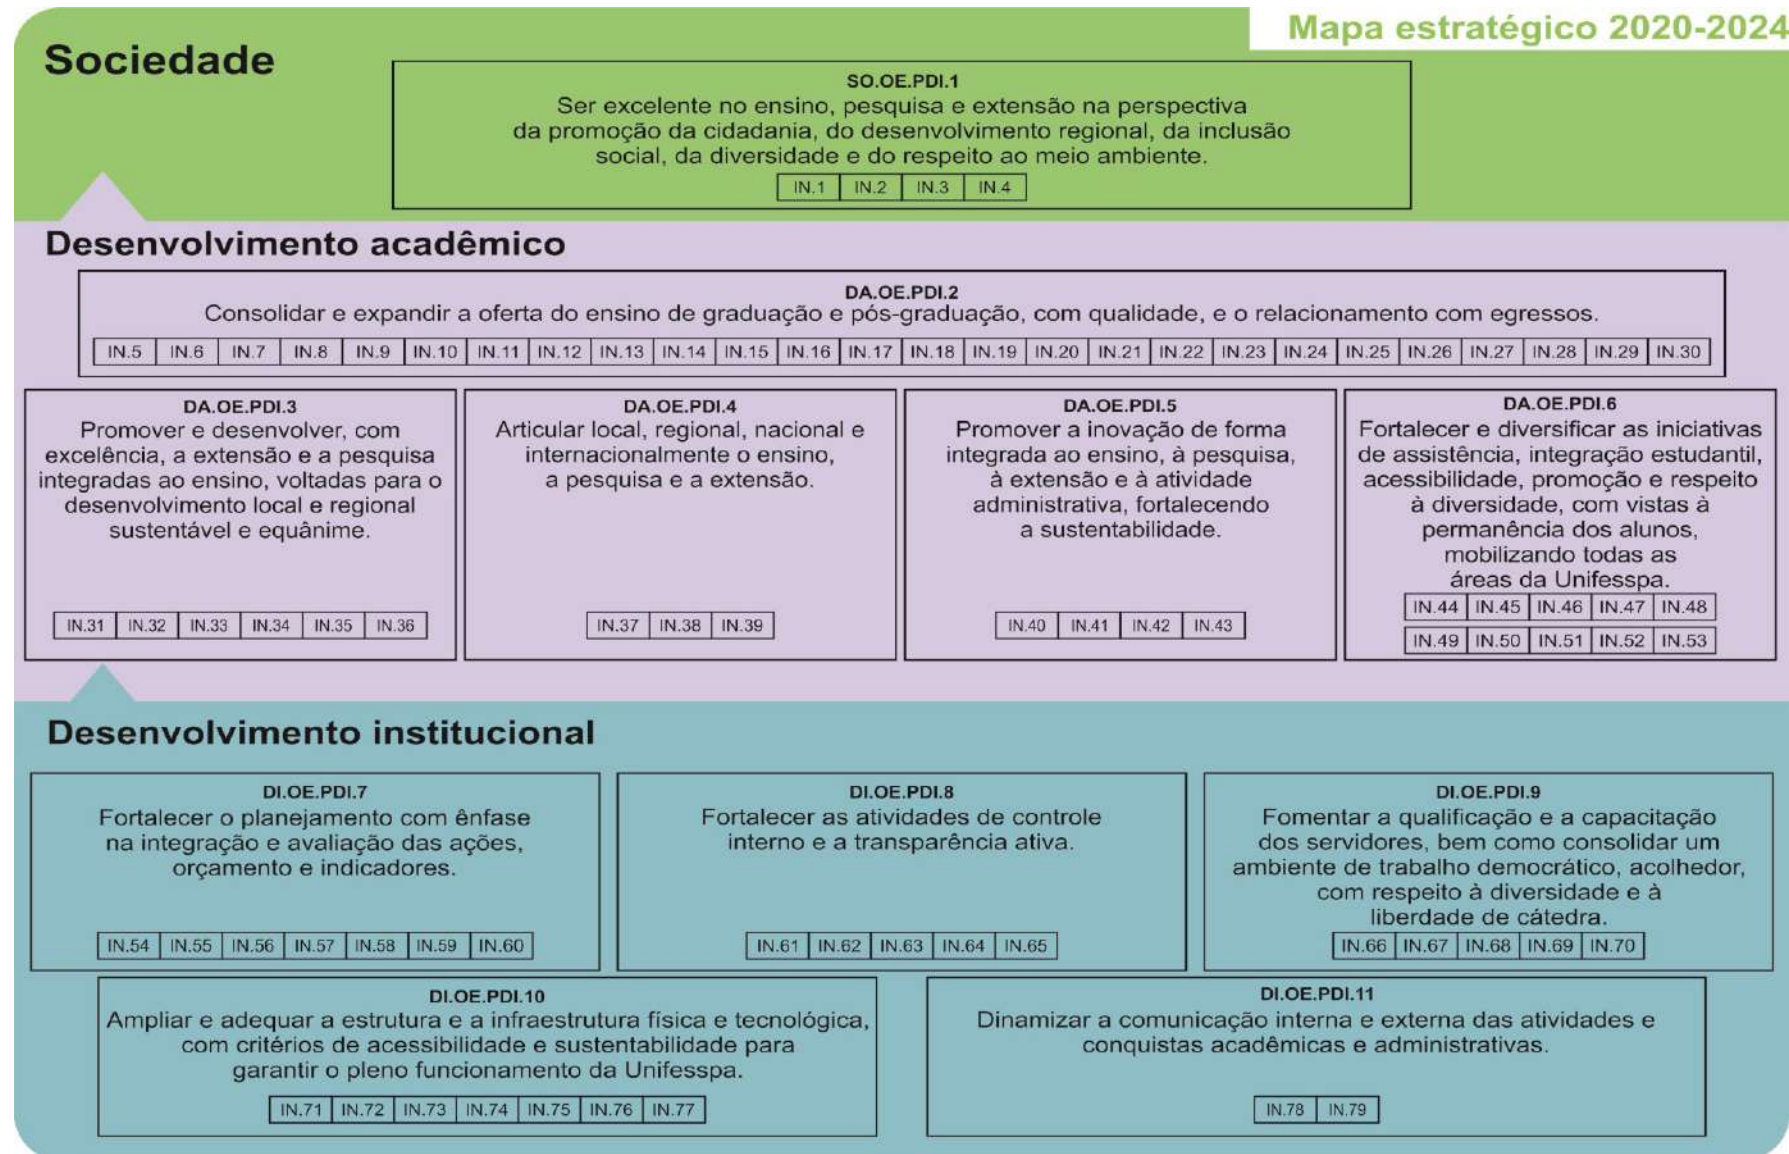 Mapa estratégico 2020-2024
Sociedade
SO.OE.PDI.1
Ser excelente no ensino, pesquisa e extensão na perspectiva
da promoção da cidadania, do desenvolvimento regional, da inclusão
social, da diversidade e do respeito ao meio ambiente.
IN.1 IN.2 IN.3 IN.4
Desenvolvimento acadêmico
DA.OE.PDI.2
Consolidar e expandir a oferta do ensino de graduação e pós-graduação, com qualidade, e o relacionamento com egressos.
IN.5 IN.6 IN.7 IN.8 IN.9 IN.10 IN.11 IN.12 IN.13 IN.14 IN.15 IN.16 IN.17 IN.18 IN.19 IN.20 IN.21 IN.22 IN.23 IN.24 IN.25 IN.26 IN.27 IN.28 IN.29 IN.30
DA.OE.PDI.3
Promover e desenvolver, com
excelência, a extensão e a pesquisa
integradas ao ensino, voltadas para o
desenvolvimento local e regional
sustentável e equânime.
IN.31 IN.32 IN.33 IN.34 IN.35 IN.36
DA.OE.PDI.4
Articular local, regional, nacional e
internacionalmente o ensino,
a pesquisa e a extensão.
IN.37 IN.38 IN.39
DA.OE.PDI.5
Promover a inovação de forma
integrada ao ensino, à pesquisa,
à extensão e à atividade
administrativa, fortalecendo
a sustentabilidade.
IN.40 IN.41 IN.42 IN.43
DA.OE.PDI.6
Fortalecer e diversificar as iniciativas
de assistência, integração estudantil,
acessibilidade, promoção e respeito
à diversidade, com vistas à
permanência dos alunos,
mobilizando todas as
áreas da Unifesspa.
IN.44 IN.45 IN.46 IN.47 IN.48
IN.49 IN.50 IN.51 IN.52 IN.53
Desenvolvimento institucional
DI.OE.PDI.7
Fortalecer o planejamento com ênfase
na integração e avaliação das ações,
orçamento e indicadores.
IN.54 IN.55 IN.56 IN.57 IN.58 IN.59 IN.60
DI.OE.PDI.8
Fortalecer as atividades de controle
interno e a transparência ativa.
IN.61 IN.62 IN.63 IN.64 IN.65
DI.OE.PDI.9
Fomentar a qualificação e a capacitação
dos servidores, bem como consolidar um
ambiente de trabalho democrático, acolhedor,
com respeito à diversidade e à
liberdade de cátedra.
IN.66 IN.67 IN.68 IN.69 IN.70
DI.OE.PDI.10
Ampliar e adequar a estrutura e a infraestrutura física e tecnológica,
com critérios de acessibilidade e sustentabilidade para
garantir o pleno funcionamento da Unifesspa.
IN.71 IN.72 IN.73 IN.74 IN.75 IN.76 IN.77
DI.OE.PDI.11
Dinamizar a comunicação interna e externa das atividades e
conquistas acadêmicas e administrativas.
IN.78 IN.79